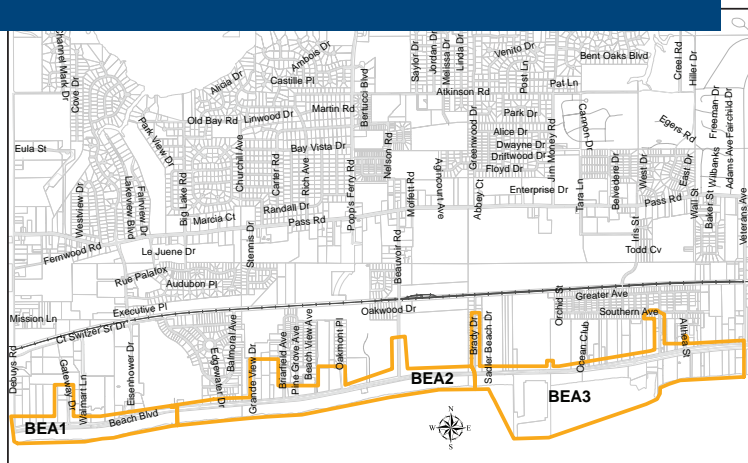 Channel Mark Dr
Cove Dr
Alicia Dr
Ambois Dr
Castille Pl
Saylor Dr
Jordan Dr
Melissa Dr
Linda Dr
Venito Dr
Post Ln
Bent Oaks Blvd
Creel Rd
Hiller Dr
Pat Ln
Atkinson Rd
Bertucci Blvd
Martin Rd
Old Bay Rd
Linwood Dr
Park View Dr
Churchill Ave
Bay Vista Dr
Nelson Rd
Greenwood Dr
Park Dr
Alice Dr
Dwayne Dr
Driftwood Dr
Floyd Dr
Jim Money Rd
Cannon Dr
Egers Rd
Freeman Dr
Fairchild Dr
Eula St
Westview Dr
Lakeview Blvd
Fairview Dr
Big Lake Rd
Carter Rd
Rich Ave
Popp's Ferry Rd
Agincourt Ave
Enterprise Dr
Tara Ln
Belvedere Dr
West Dr
East Dr
Wilbanks
Adams Ave
Marcia Ct
Randall Dr
Pass Rd
Moffett Rd
Abbey Ct
Pass Rd
Wall St
Baker St
Veterans Ave
Fernwood Rd
Le Juene Dr
Stennis Dr
Beauvoir Rd
Iris St
Todd Cv
Rue Palafox
Audubon Pl
Executive Pl
Mission Ln
Ct Switzer Sr Dr
Oakwood Dr
Orchid St
Greater Ave
Southern Ave
Debuys Rd
Gateway Dr
Walmart Ln
Eisenhower Dr
Edgewater Dr
Balmoral Ave
Grande View Dr
Briarfield Ave
Pine Grove Ave
Beach View Ave
Oakmont Pl
Brady Dr
Sadler Beach Dr
Ocean Club
Althea St
BEA1
Beach Blvd
BEA2
BEA3
N
W
E
S